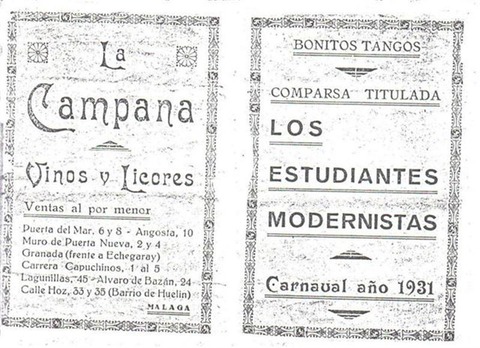 La
Campana
Vinos y Licores
Ventas al por menor
Puerta del Mar, 6 y 8 - Angosta, 10
Muro de Puerta Nueva, 2 y 4
Granada (frente a Echegaray)
Carrera Capuchinos, 1 al 5
Lagunillas, 45 - Alvaro de Bazán, 24
Calle Hoz, 33 y 35 (Barrio de Huelin)
MALAGA
BONITOS TANGOS
COMPARSA TITULADA
LOS
ESTUDIANTES
MODERNISTAS
Carnaval año 1931